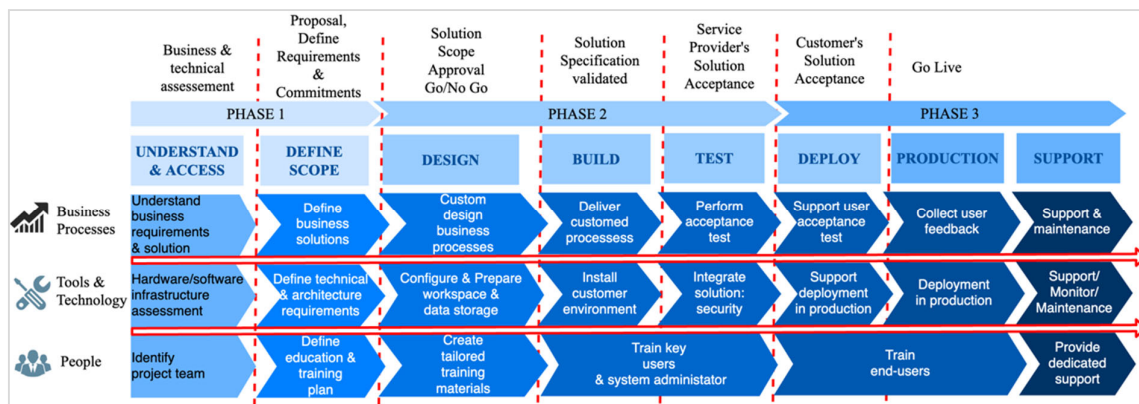 Business &
technical
assessment
Proposal,
Define
Requirements
&
Commitments
Solution
Scope
Approval
Go/No Go
Solution
Specification
validated
Service
Provider's
Solution
Acceptance
Customer's
Solution
Acceptance
Go Live
PHASE 1
PHASE 2
PHASE 3
UNDERSTAND
& ACCESS
DEFINE
SCOPE
DESIGN
BUILD
TEST
DEPLOY
PRODUCTION
SUPPORT
Business
Processes
Understand
business
requirements
& solution
Define
business
solutions
Custom
design
business
processes
Deliver
customed
processess
Perform
acceptance
test
Support user
acceptance
test
Collect user
feedback
Support &
maintenance
Tools &
Technology
Hardware/software
infrastructure
assessment
Define technical
& architecture
requirements
Configure & Prepare
workspace &
data storage
Install
customer
environment
Integrate
solution:
security
Support
deployment
in production
Deployment
in production
Support/
Monitor/
Maintenance
People
Identify
project team
Define
education &
training
plan
Create
tailored
training
materials
Train key
users
& system administator
Train
end-users
Provide
dedicated
support